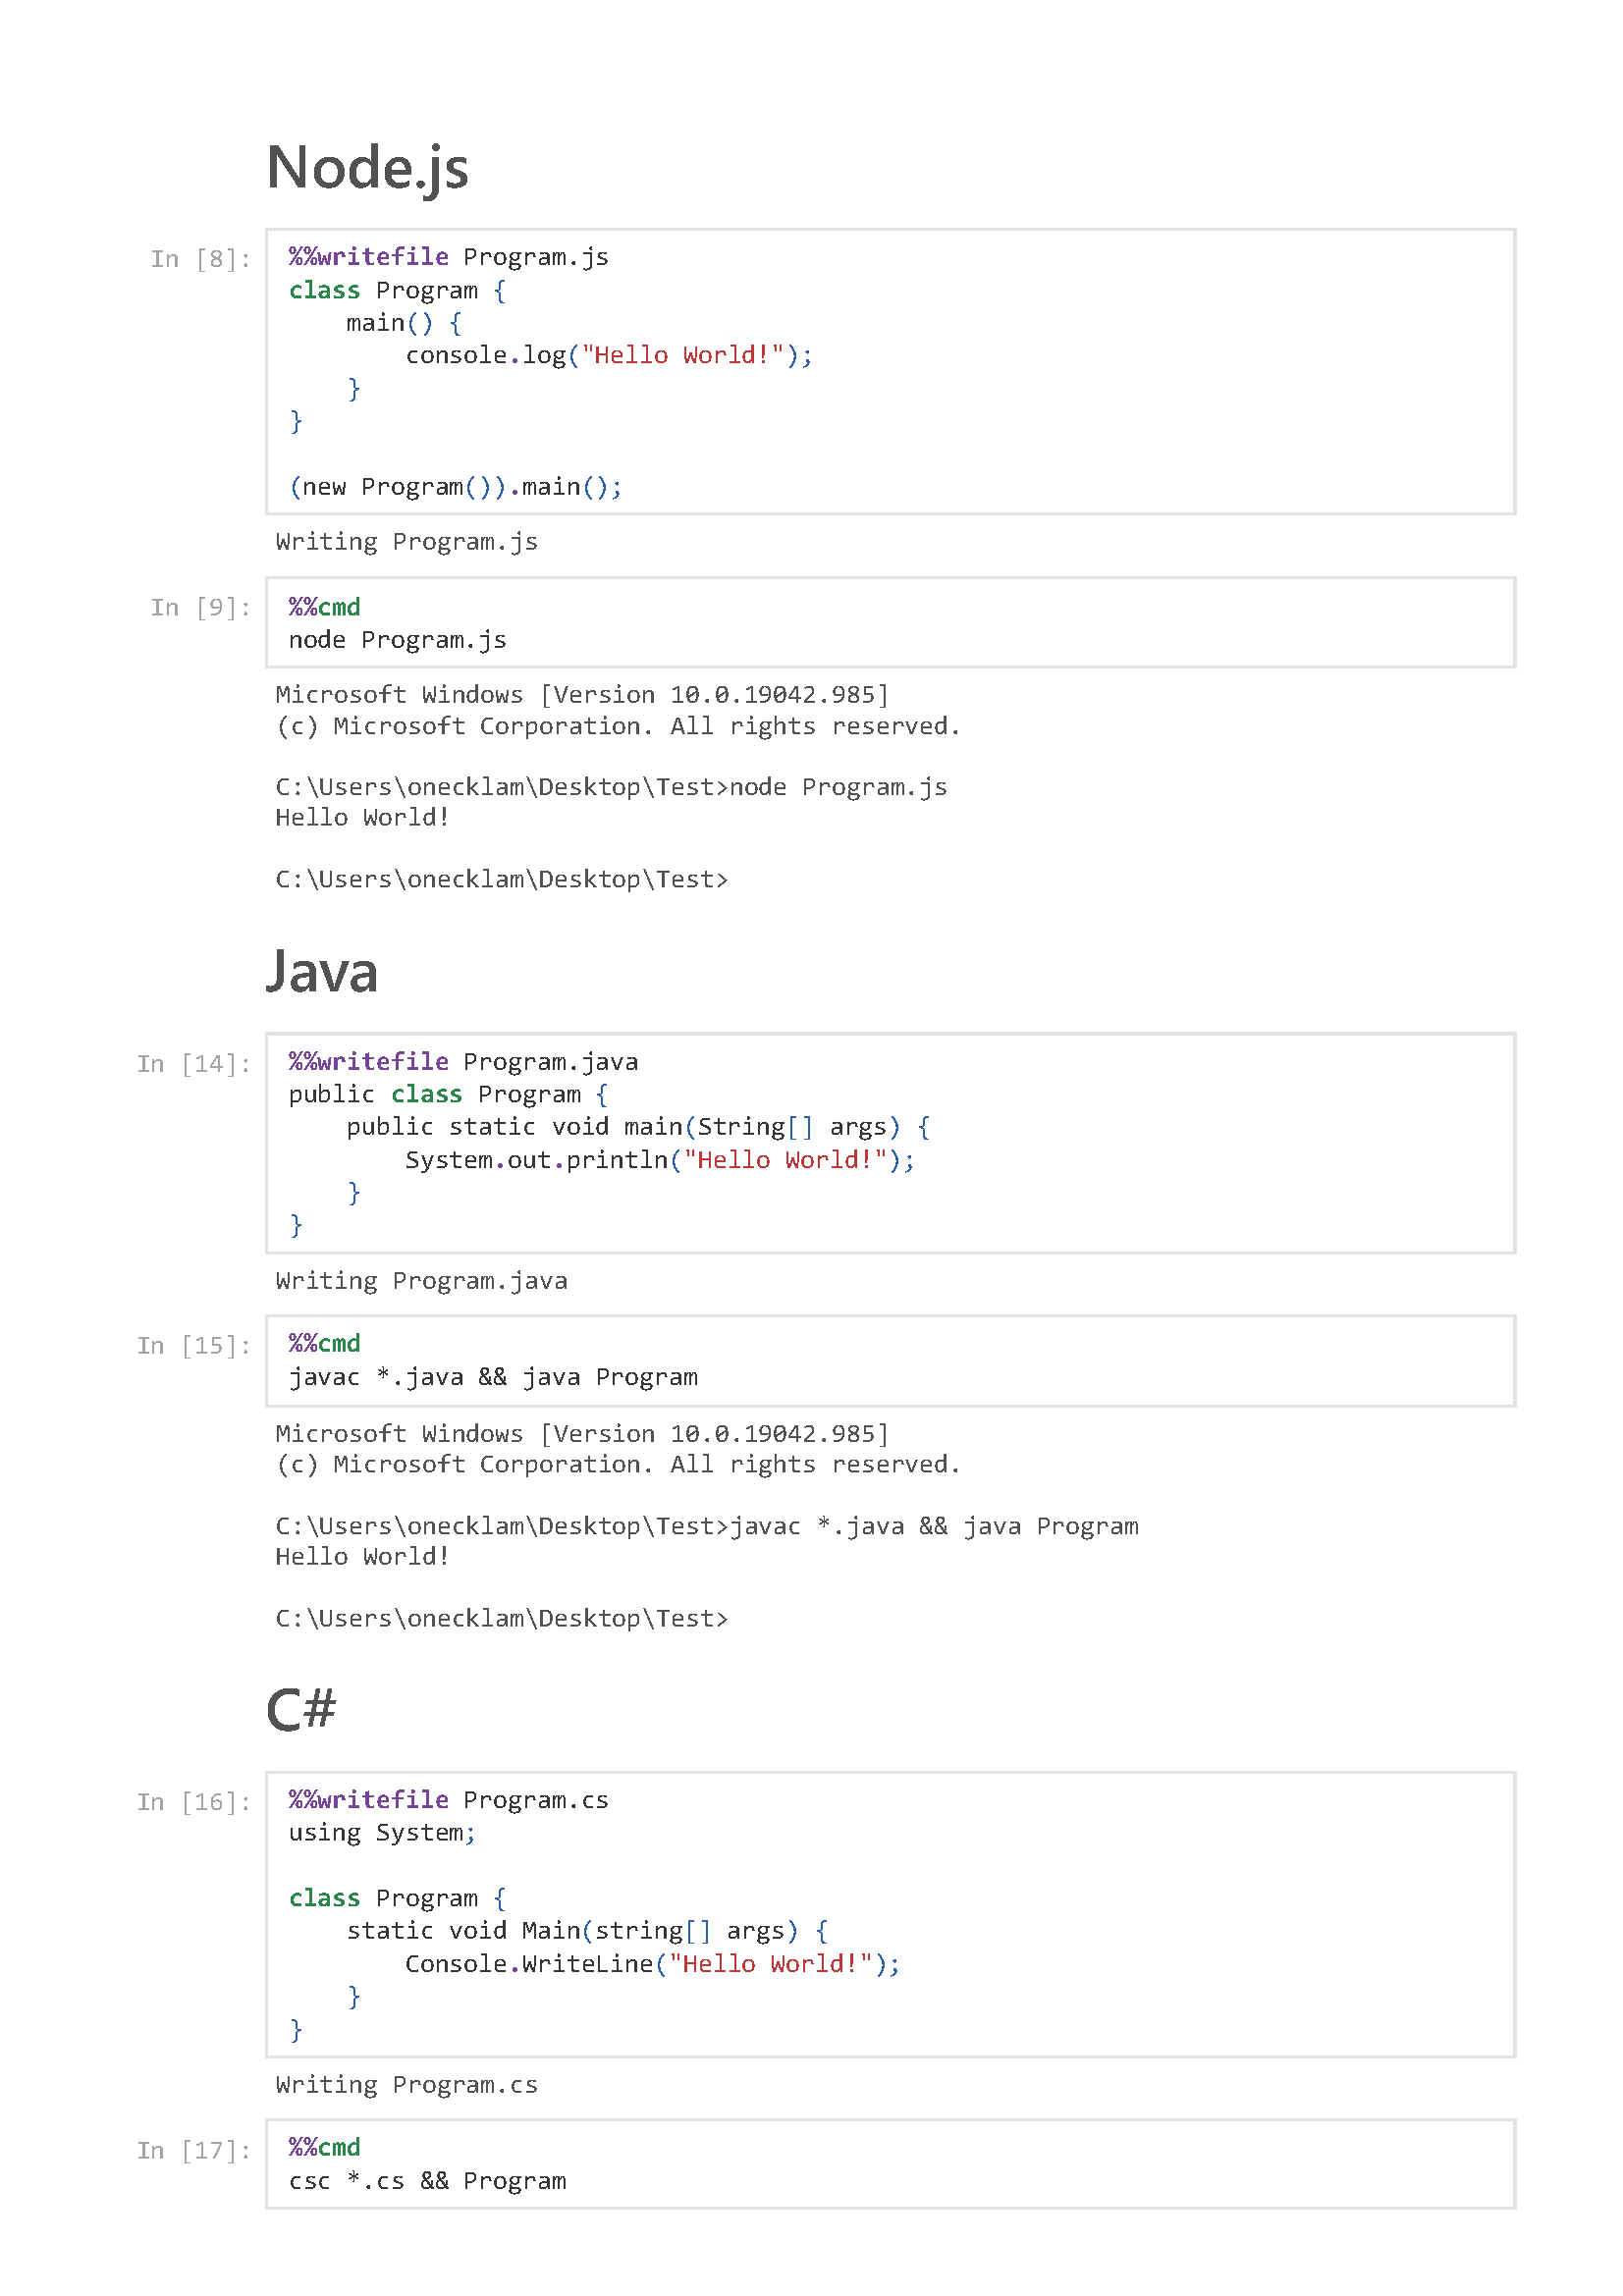 Node.js
In [8]:
%%writefile Program.js
class Program {
    main() {
        console.log("Hello World!");
    }
}
(new Program()).main();
Writing Program.js
In [9]:
%%cmd
node Program.js
Microsoft Windows [Version 10.0.19042.985]
(c) Microsoft Corporation. All rights reserved.
C:\Users\onecklam\Desktop\Test>node Program.js
Hello World!
C:\Users\onecklam\Desktop\Test>
Java
In [14]:
%%writefile Program.java
public class Program {
    public static void main(String[] args) {
        System.out.println("Hello World!");
    }
}
Writing Program.java
In [15]:
%%cmd
javac *.java && java Program
Microsoft Windows [Version 10.0.19042.985]
(c) Microsoft Corporation. All rights reserved.
C:\Users\onecklam\Desktop\Test>javac *.java && java Program
Hello World!
C:\Users\onecklam\Desktop\Test>
C#
In [16]:
%%writefile Program.cs
using System;
class Program {
    static void Main(string[] args) {
        Console.WriteLine("Hello World!");
    }
}
Writing Program.cs
In [17]:
%%cmd
csc *.cs && Program